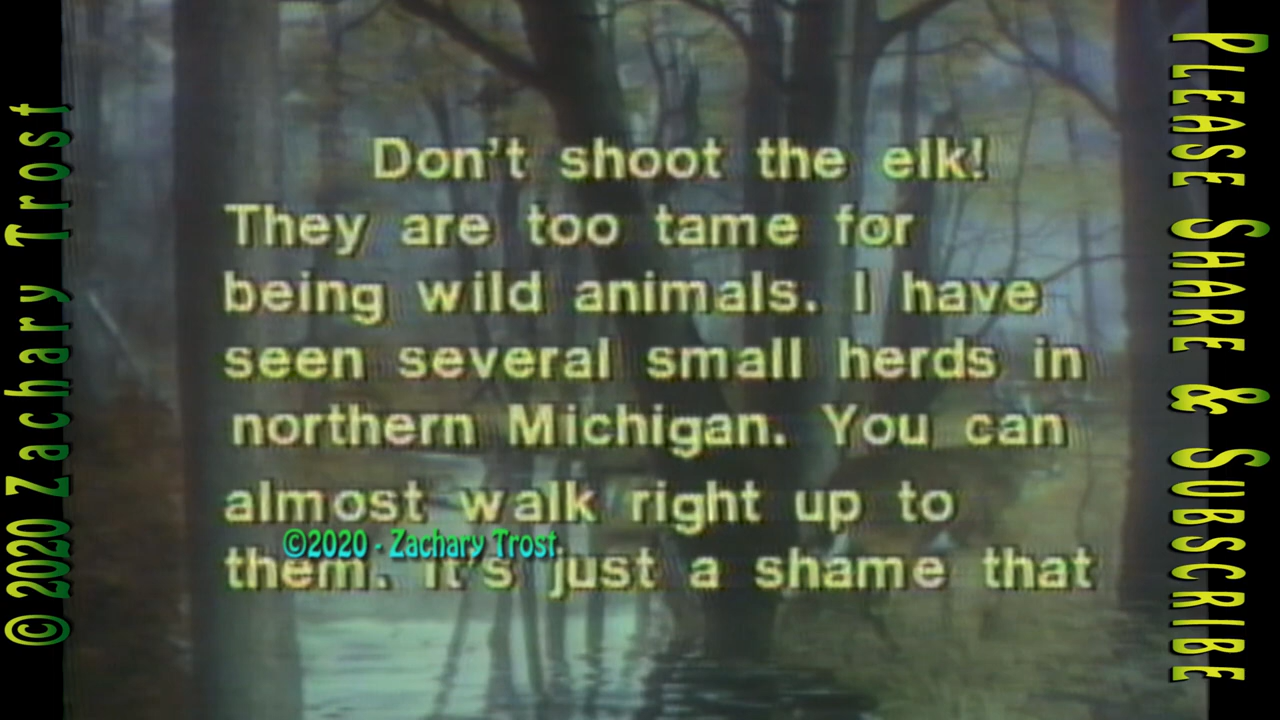 © 2020 Zachary Trost
Don't shoot the elk!
They are too tame for
being wild animals. I have
seen several small herds in
northern Michigan. You can
almost walk right up to
©2020 - Zachary Trost
them. It's just a shame that
PLEASE SHARE & SUBSCRIBE